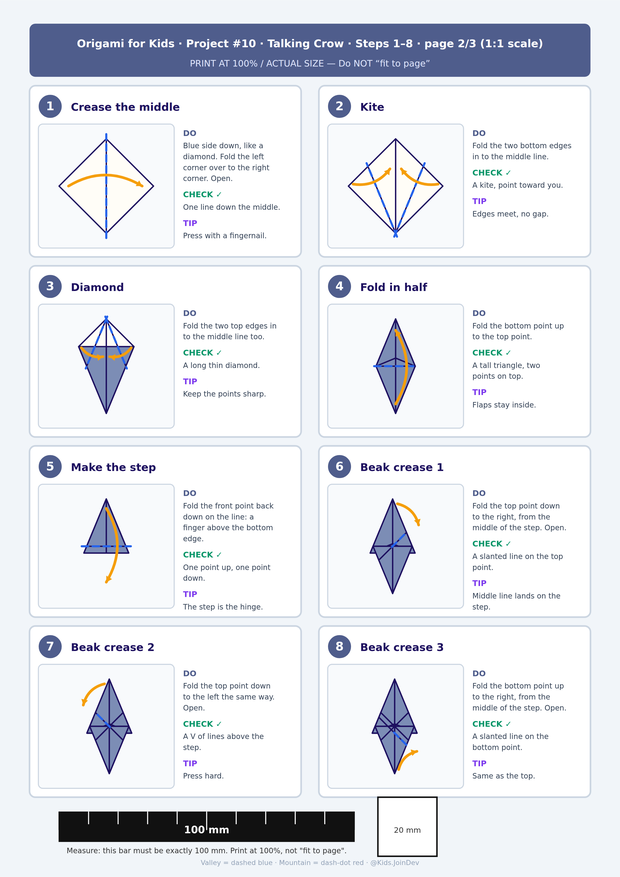 Origami for Kids · Project #10 · Talking Crow · Steps 1–8 · page 2/3 (1:1 scale)
PRINT AT 100% / ACTUAL SIZE — Do NOT "fit to page"
1 Crease the middle
DO
Blue side down, like a
diamond. Fold the left
corner over to the right
corner. Open.
CHECK ✓
One line down the middle.
TIP
Press with a fingernail.
2 Kite
DO
Fold the two bottom edges
in to the middle line.
CHECK ✓
A kite, point toward you.
TIP
Edges meet, no gap.
3 Diamond
DO
Fold the two top edges in
to the middle line too.
CHECK ✓
A long thin diamond.
TIP
Keep the points sharp.
4 Fold in half
DO
Fold the bottom point up
to the top point.
CHECK ✓
A tall triangle, two
points on top.
TIP
Flaps stay inside.
5 Make the step
DO
Fold the front point back
down on the line: a
finger above the bottom
edge.
CHECK ✓
One point up, one point
down.
TIP
The step is the hinge.
6 Beak crease 1
DO
Fold the top point down
to the right, from the
middle of the step. Open.
CHECK ✓
A slanted line on the top
point.
TIP
Middle line lands on the
step.
7 Beak crease 2
DO
Fold the top point down
to the left the same way.
Open.
CHECK ✓
A V of lines above the
step.
TIP
Press hard.
8 Beak crease 3
DO
Fold the bottom point up
to the right, from the
middle of the step. Open.
CHECK ✓
A slanted line on the
bottom point.
TIP
Same as the top.
100 mm
20 mm
Measure: this bar must be exactly 100 mm. Print at 100%, not "fit to page".
Valley = dashed blue · Mountain = dash-dot red · @Kids.JoinDev